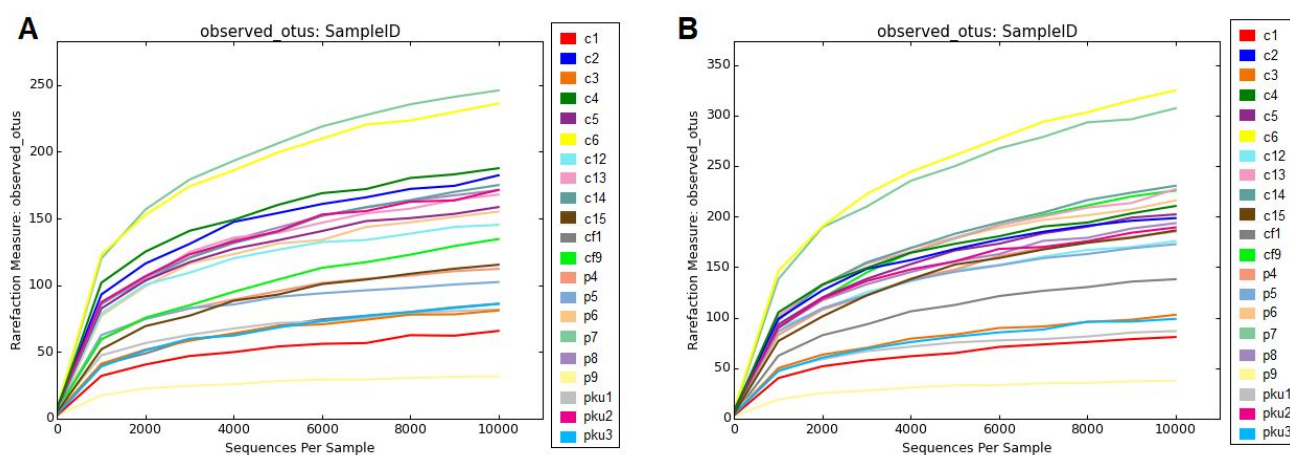 A
observed_otus: SampleID
Rarefaction Measure: observed_otus
250
200
150
100
50
0
0 2000 4000 6000 8000 10000
Sequences Per Sample
c1
c2
c3
c4
c5
c6
c12
c13
c14
c15
cf1
cf9
p4
p5
p6
p7
p8
p9
pku1
pku2
pku3
B
observed_otus: SampleID
Rarefaction Measure: observed_otus
350
300
250
200
150
100
50
0
0 2000 4000 6000 8000 10000
Sequences Per Sample
c1
c2
c3
c4
c5
c6
c12
c13
c14
c15
cf1
cf9
p4
p5
p6
p7
p8
p9
pku1
pku2
pku3